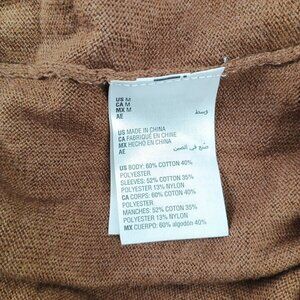 US M
CA M
MX M
AE وسط
US MADE IN CHINA
CA FABRIQUÉ EN CHINE
MX HECHO EN CHINA
AE صنع في الصين
US BODY: 60% COTTON 40%
POLYESTER
SLEEVES: 52% COTTON 35%
POLYESTER 13% NYLON
CA CORPS: 60% COTON 40%
POLYESTER
MANCHES: 52% COTON 35%
POLYESTER 13% NYLON
MX CUERPO: 60% algodón 40%